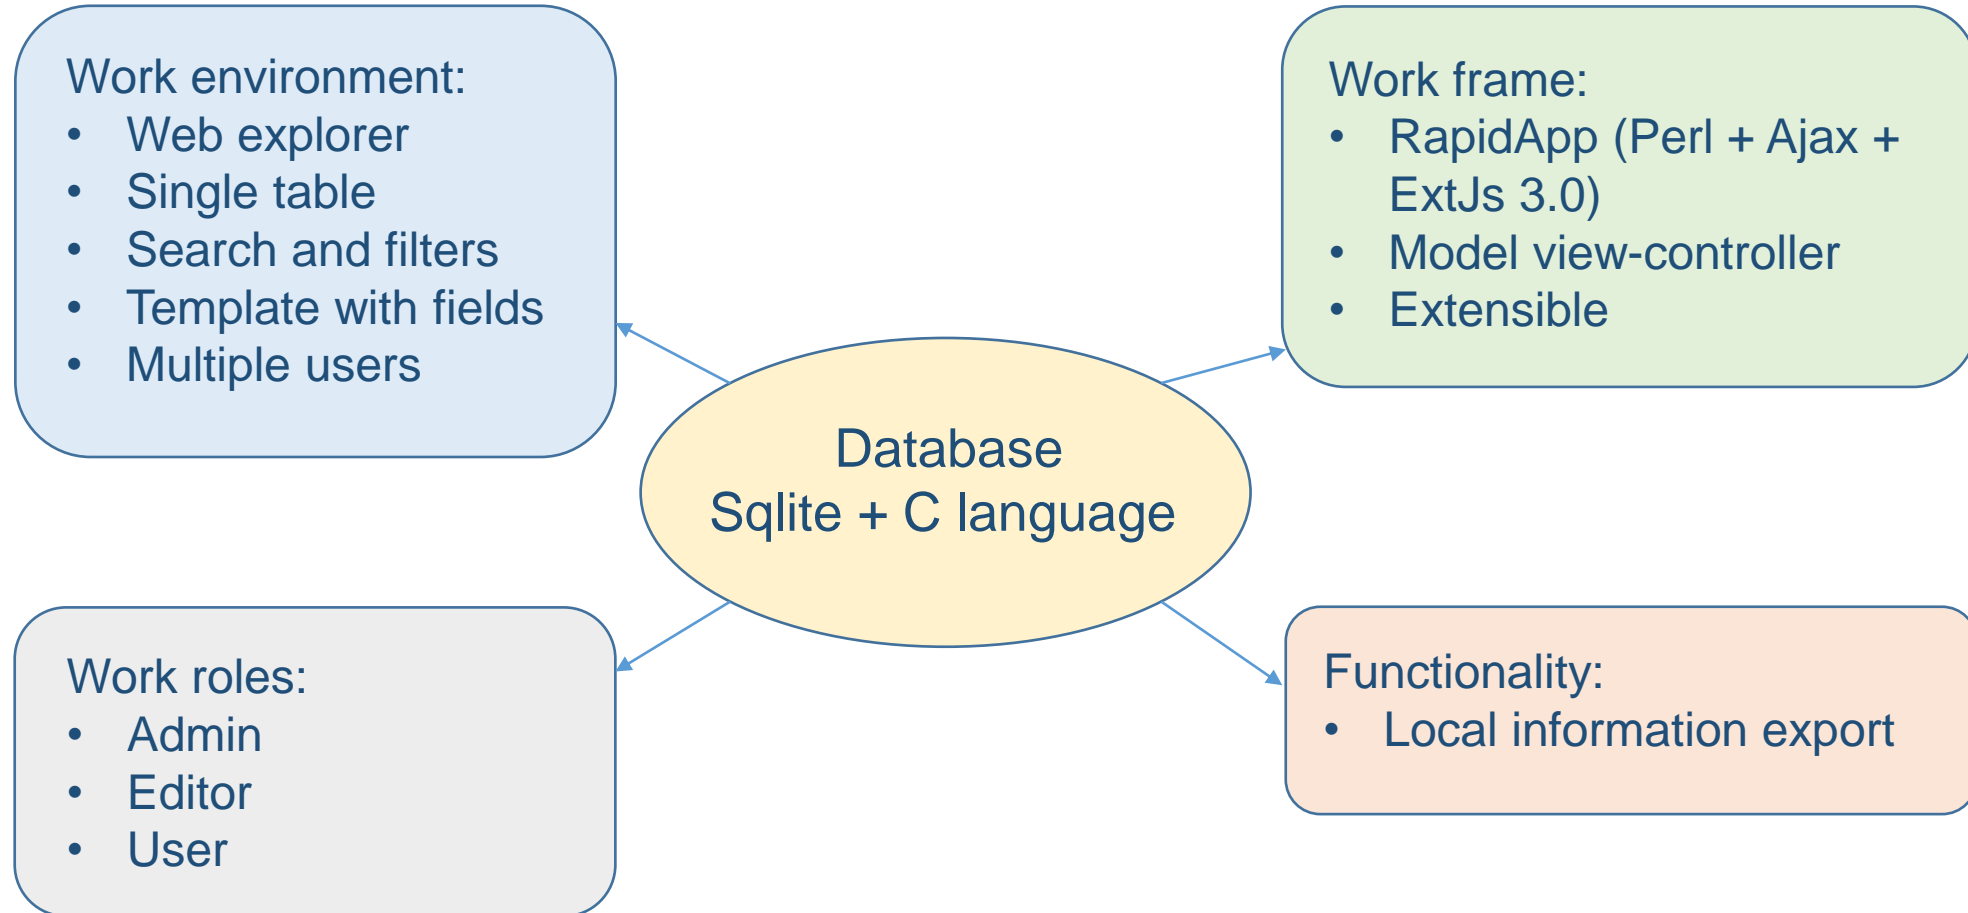 Work environment:
• Web explorer
• Single table
• Search and filters
• Template with fields
• Multiple users
Work frame:
• RapidApp (Perl + Ajax +
ExtJs 3.0)
• Model view-controller
• Extensible
Database
Sqlite + C language
Work roles:
• Admin
• Editor
• User
Functionality:
• Local information export